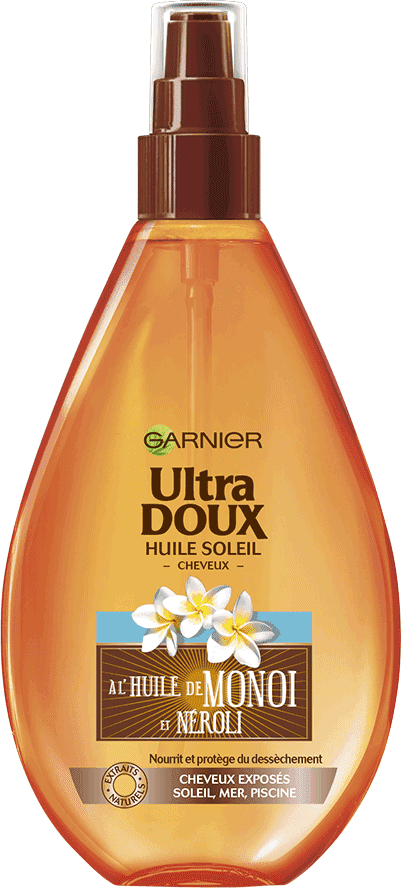 GARNIER
Ultra
DOUX
HUILE SOLEIL
– CHEVEUX –
À L'HUILE DE MONOI
ET NÉROLI
Nourrit et protège du dessèchement
EXTRAITS
NATURELS
CHEVEUX EXPOSÉS
SOLEIL, MER, PISCINE